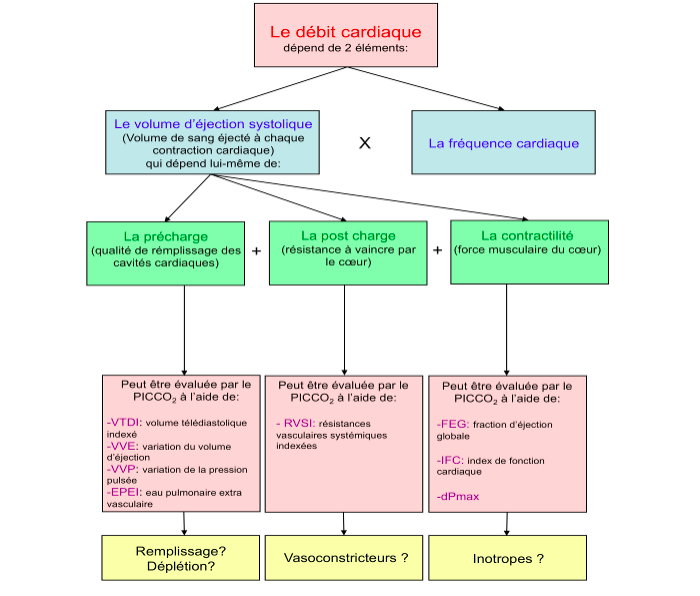 Le débit cardiaque
dépend de 2 éléments:
Le volume d'éjection systolique
(Volume de sang éjecté à chaque
contraction cardiaque)
qui dépend lui-même de:
X
La fréquence cardiaque
La précharge
(qualité de rémplissage des
cavités cardiaques)
+
La post charge
(résistance à vaincre par
le cœur)
+
La contractilité
(force musculaire du cœur)
Peut être évaluée par le
PICCO₂ à l'aide de:
-VTDI: volume télédiastolique
indexé
-VVE: variation du volume
d'éjection
-VVP: variation de la pression
pulsée
-EPEI: eau pulmonaire extra
vasculaire
Peut être évaluée par le
PICCO₂ à l'aide de:
- RVSI: résistances
vasculaires systémiques
indexées
Peut être évaluée par le
PICCO₂ à l'aide de:
-FEG: fraction d'éjection
globale
-IFC: index de fonction
cardiaque
-dPmax
Remplissage?
Déplétion?
Vasoconstricteurs ?
Inotropes ?